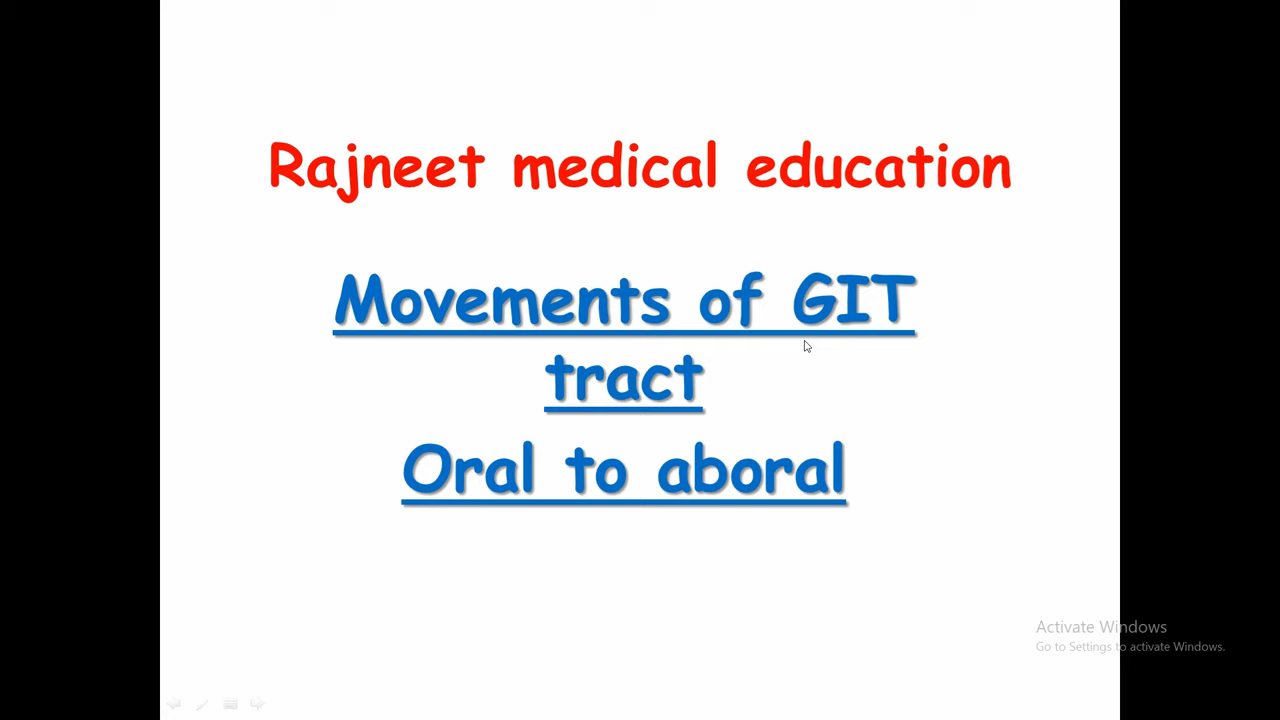 Rajneet medical education
Movements of GIT
tract
Oral to aboral
Activate Windows
Go to Settings to activate Windows.